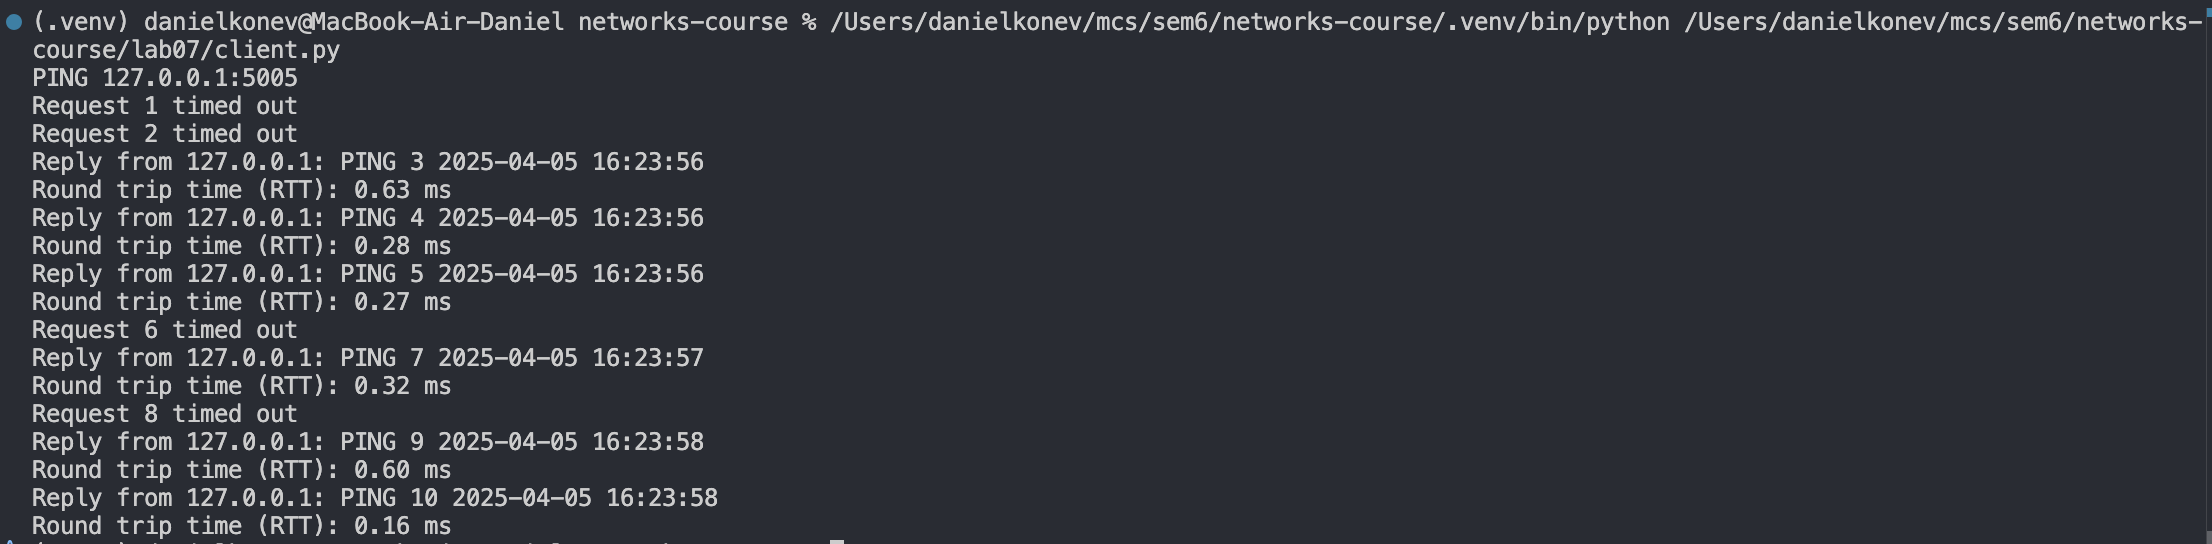 (.venv) danielkonev@MacBook-Air-Daniel networks-course % /Users/danielkonev/mcs/sem6/networks-course/.venv/bin/python /Users/danielkonev/mcs/sem6/networks-
course/lab07/client.py
PING 127.0.0.1:5005
Request 1 timed out
Request 2 timed out
Reply from 127.0.0.1: PING 3 2025-04-05 16:23:56
Round trip time (RTT): 0.63 ms
Reply from 127.0.0.1: PING 4 2025-04-05 16:23:56
Round trip time (RTT): 0.28 ms
Reply from 127.0.0.1: PING 5 2025-04-05 16:23:56
Round trip time (RTT): 0.27 ms
Request 6 timed out
Reply from 127.0.0.1: PING 7 2025-04-05 16:23:57
Round trip time (RTT): 0.32 ms
Request 8 timed out
Reply from 127.0.0.1: PING 9 2025-04-05 16:23:58
Round trip time (RTT): 0.60 ms
Reply from 127.0.0.1: PING 10 2025-04-05 16:23:58
Round trip time (RTT): 0.16 ms